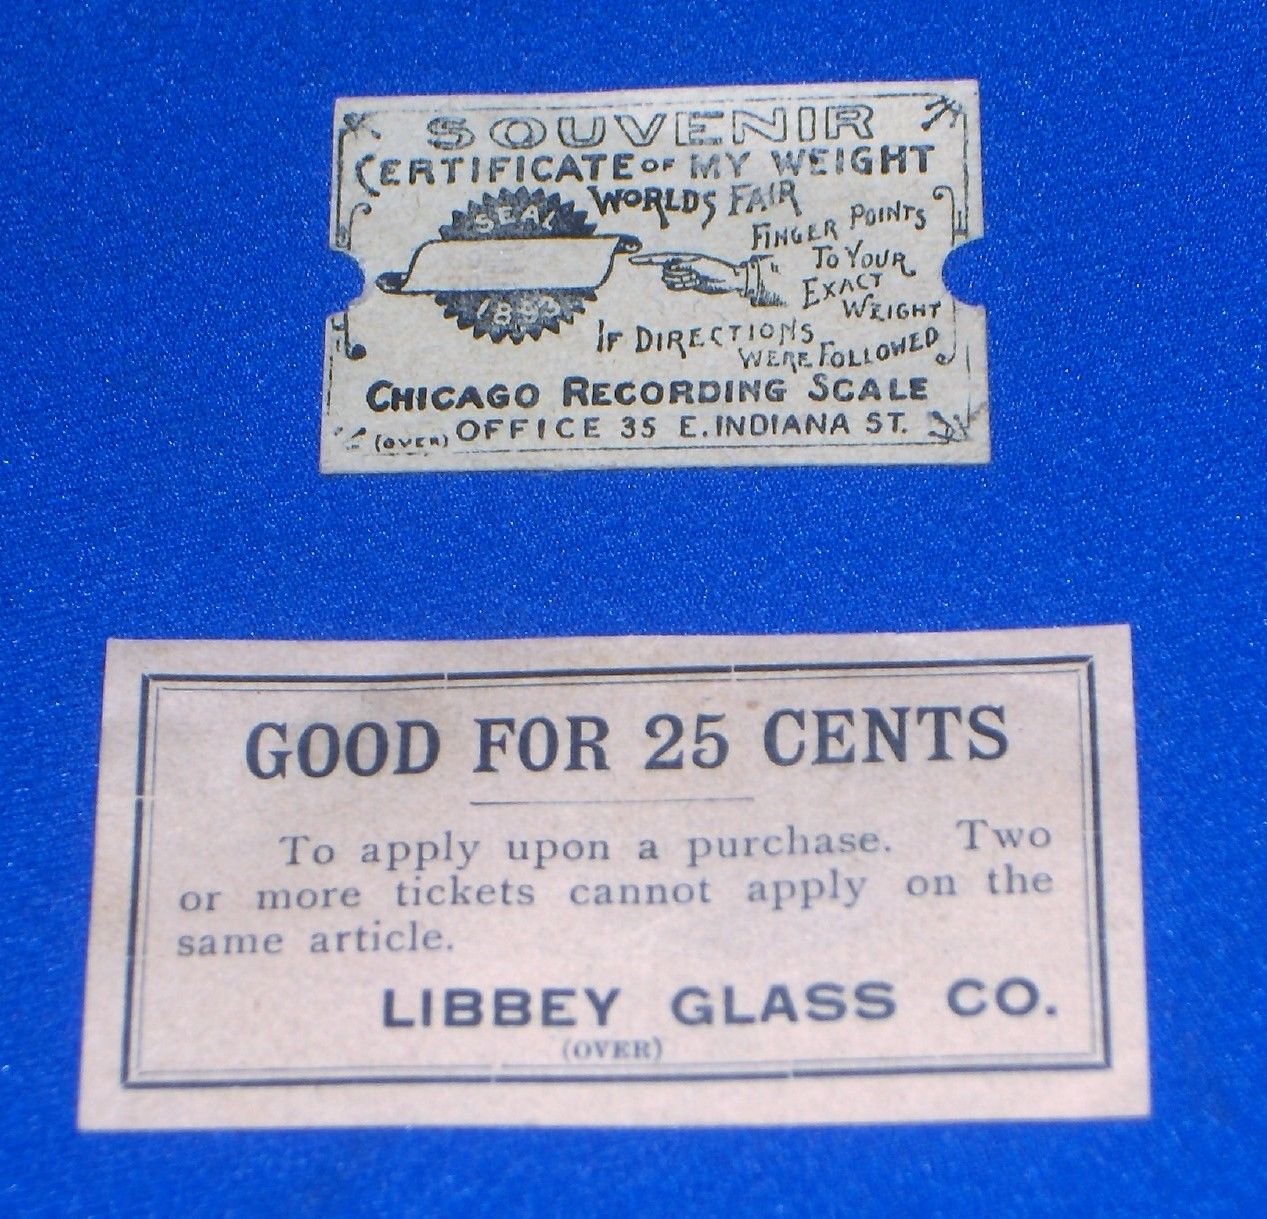 SOUVENIR
CERTIFICATE OF MY WEIGHT
WORLDS FAIR
SEAL
1893
FINGER POINTS
TO YOUR
EXACT
WEIGHT
IF DIRECTIONS
WERE FOLLOWED
CHICAGO RECORDING SCALE
(OVER) OFFICE 35 E. INDIANA ST.
GOOD FOR 25 CENTS
To apply upon a purchase. Two
or more tickets cannot apply on the
same article.
LIBBEY GLASS CO.
(OVER)